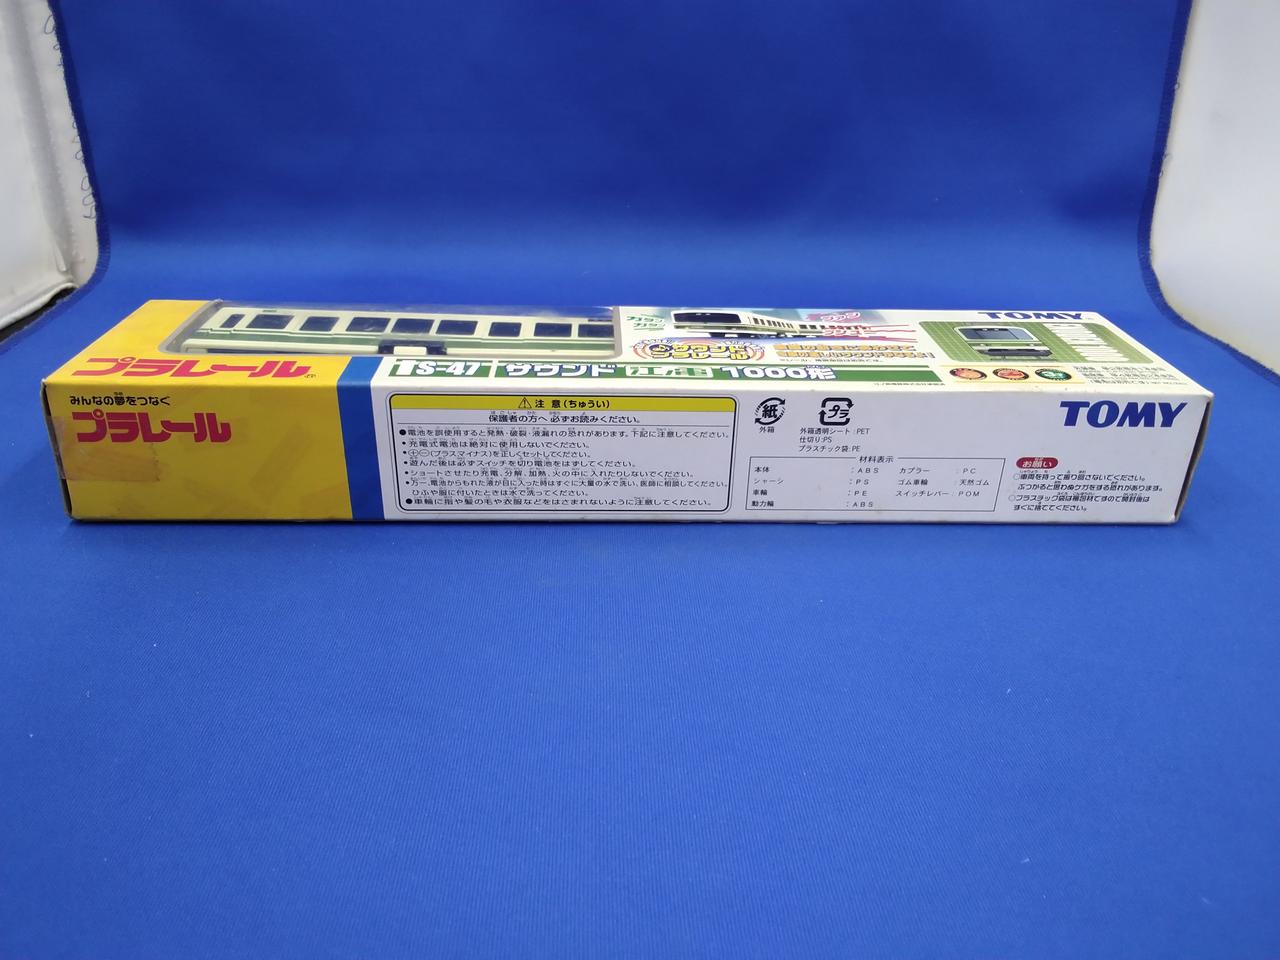 プラレール
TS-47 サウンド 江ノ電 1000形
サウンド
プラレール
TOMY
みんなの夢をつなぐ
プラレール
⚠ 注意(ちゅうい)
保護者の方へ 必ずお読みください。
●電池を誤使用すると発熱・破裂・液漏れの恐れがあります。下記に注意してください。
・充電式電池は絶対に使用しないでください。
・⊕⊖(プラスマイナス)を正しくセットしてください。
・遊んだ後は必ずスイッチを切り電池をはずしてください。
・ショートさせたり充電、分解、加熱、火の中に入れたりしないでください。
・万一、電池からもれた液が目に入った時はすぐに大量の水で洗い、医師に相談してください。
ひふや服に付いたときは水で洗ってください。
●車輪に指や髪の毛や衣服などをはさまれないように注意してください。
紙
外箱
プラ
外箱透明シート:PET
仕切り:PS
プラスチック袋:PE
材料表示
本体 :ABS カプラー :PC
シャーシ :PS ゴム車輪 :天然ゴム
車輪 :PE スイッチレバー:POM
動力輪 :ABS
TOMY
お願い
○車両を持って振り回さないでください。
ぶつかると思わぬケガをする恐れがあります。
○プラスチック袋は梱包材ですので開封後は
すぐに捨ててください。